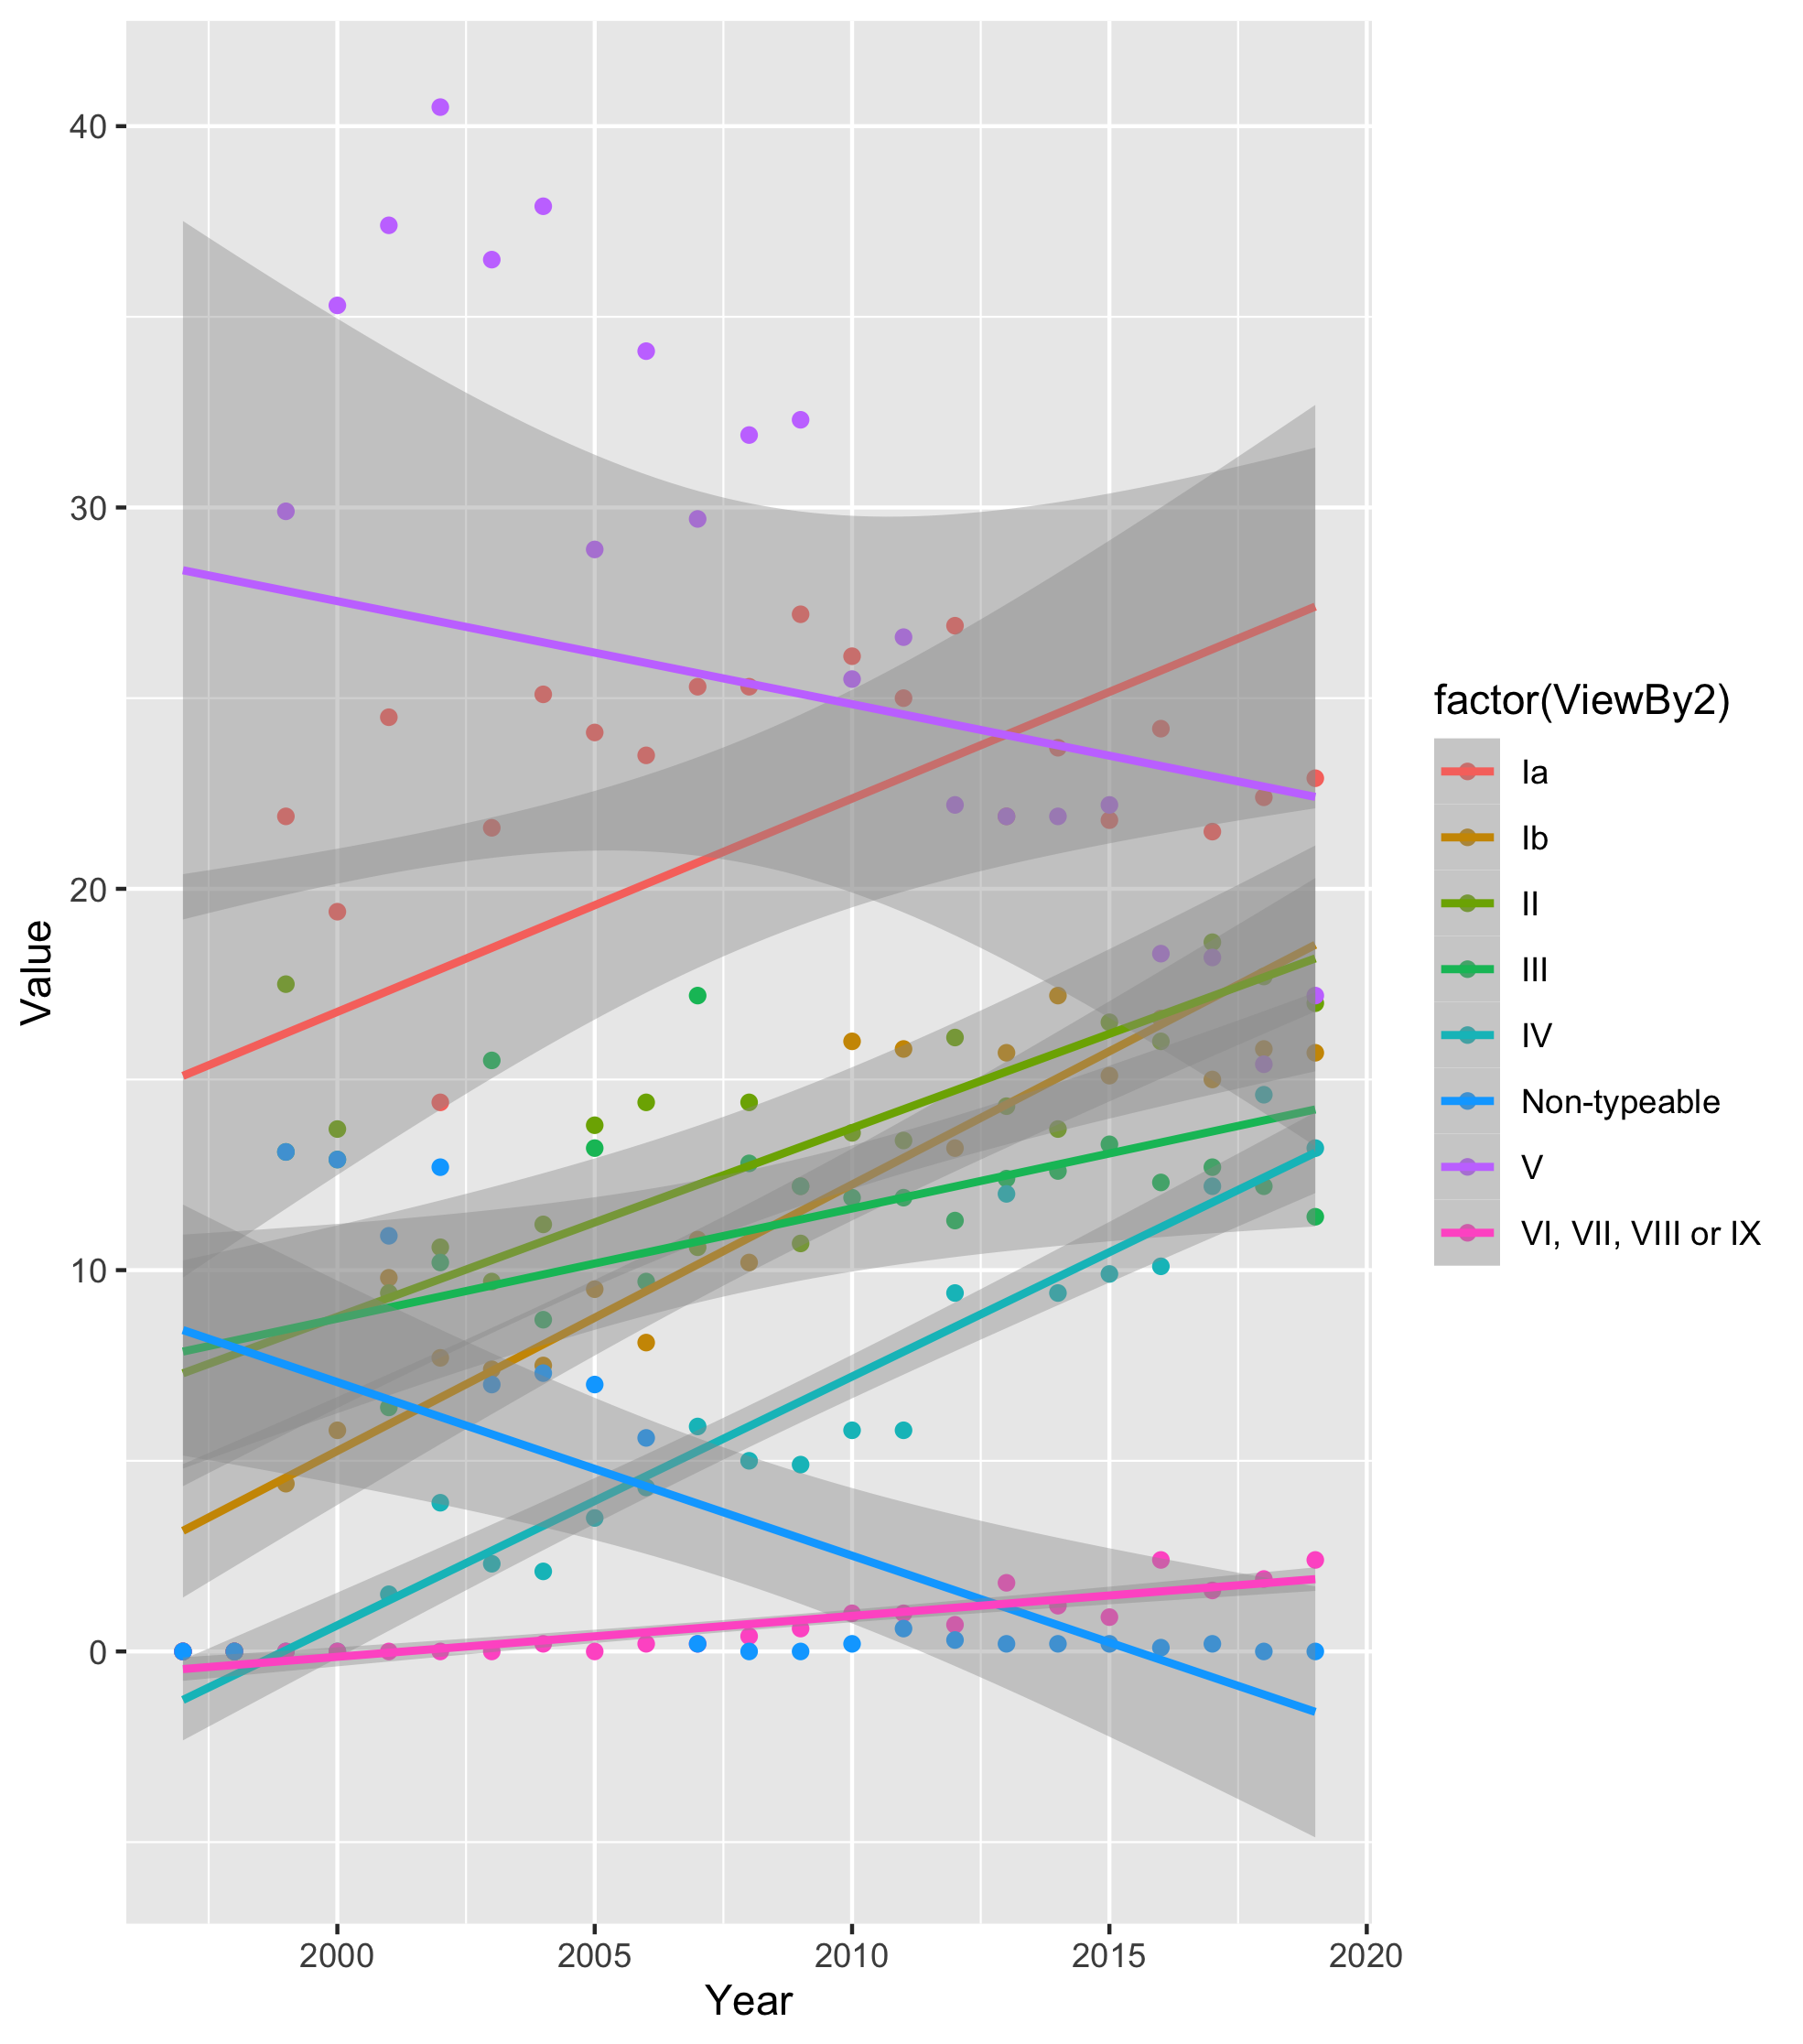 40
30
20
10
0
Value
2000 2005 2010 2015 2020
Year
factor(ViewBy2)
Ia
Ib
II
III
IV
Non-typeable
V
VI, VII, VIII or IX